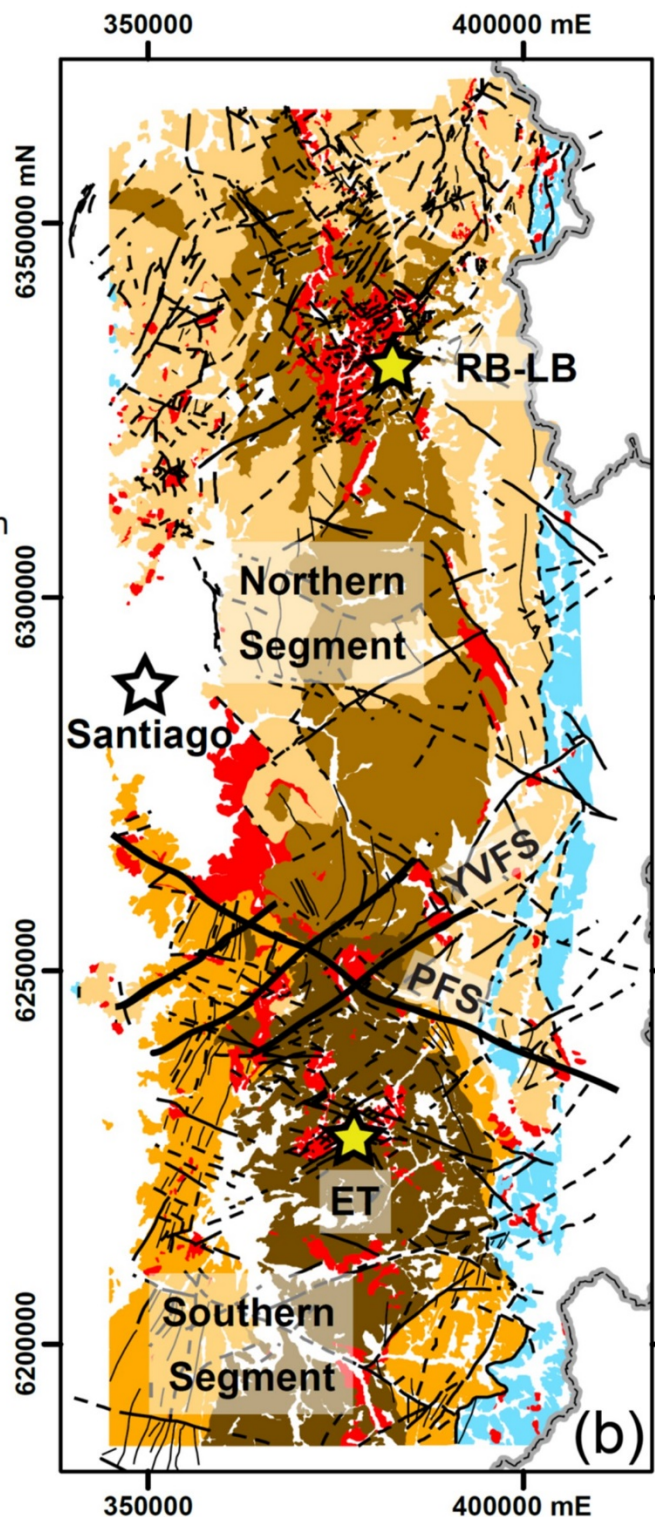 350000 400000 mE
6350000 mN
RB-LB
Northern
Segment
6300000
Santiago
YVFS
PFS
6250000
ET
Southern
Segment
6200000
(b)
350000 400000 mE